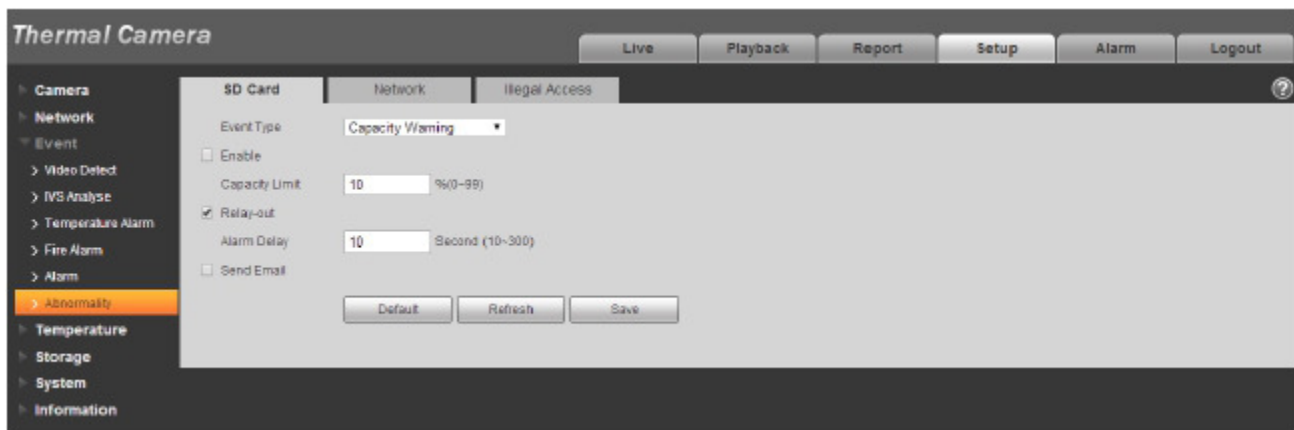 Thermal Camera
Live Playback Report Setup Alarm Logout
Camera
Network
Event
Video Detect
IVS Analyse
Temperature Alarm
Fire Alarm
Alarm
Abnormality
Temperature
Storage
System
Information
SD Card Network Illegal Access
?
Event Type Capacity Warning
Enable
Capacity Limit 10 %(0~99)
Relay-out
Alarm Delay 10 Second (10~300)
Send Email
Default Refresh Save